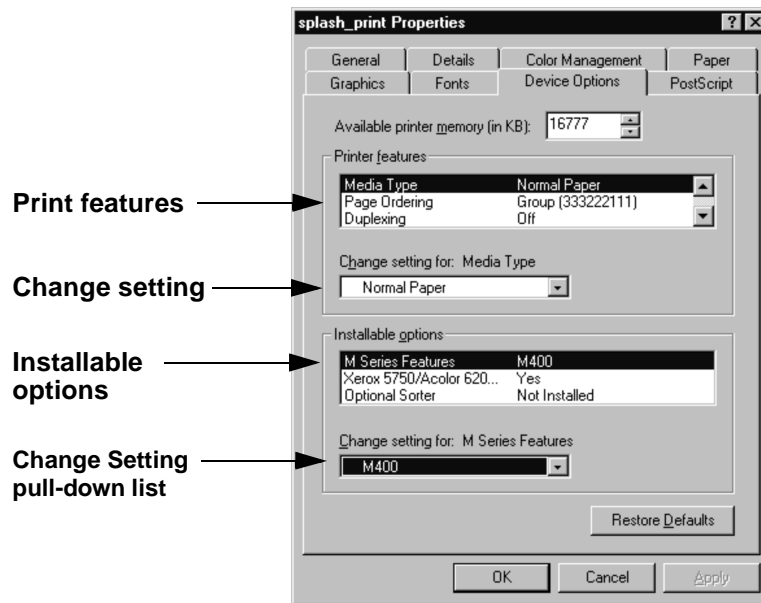 splash_print Properties
General Details Color Management Paper
Graphics Fonts Device Options PostScript
Available printer memory (in KB): 16777
Printer features
Media Type Normal Paper
Page Ordering Group (333222111)
Duplexing Off
Print features
Change setting for: Media Type
Change setting
Normal Paper
Installable options
M Series Features M400
Xerox 5750/Acolor 620... Yes
Optional Sorter Not Installed
Installable
options
Change setting for: M Series Features
M400
Change Setting
pull-down list
Restore Defaults
OK Cancel Apply